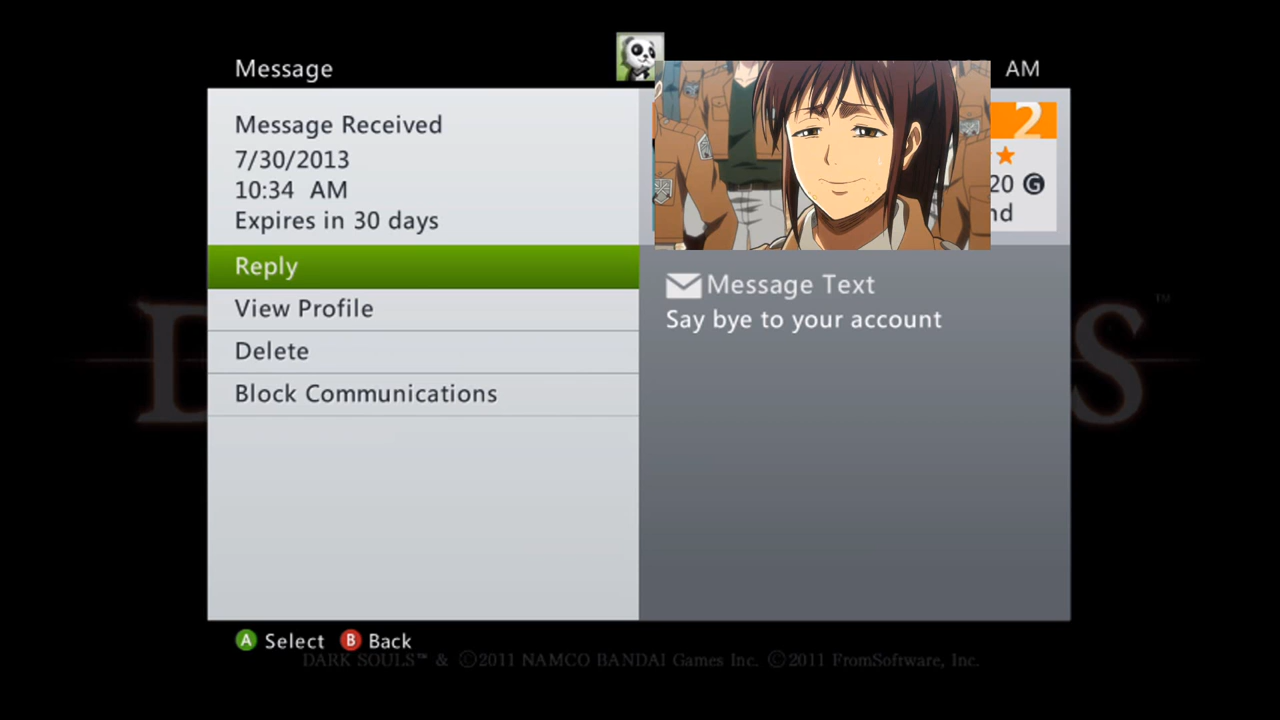 Message
AM
Message Received
7/30/2013
10:34 AM
Expires in 30 days
2
20 G
nd
Reply
View Profile
Delete
Block Communications
Message Text
Say bye to your account
D
S
™
A Select B Back
DARK SOULS™ & ©2011 NAMCO BANDAI Games Inc. ©2011 FromSoftware, Inc.